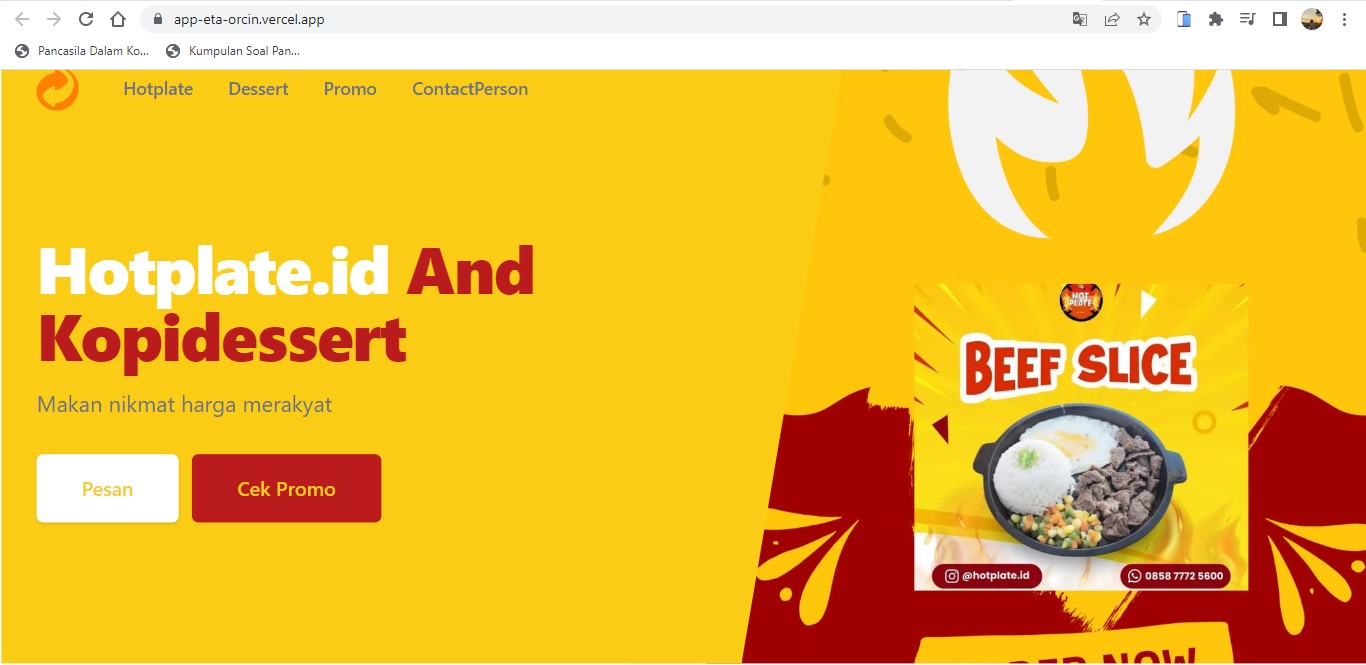 app-eta-orcin.vercel.app
Pancasila Dalam Ko...
Kumpulan Soal Pan...
Hotplate Dessert Promo ContactPerson
Hotplate.id And
Kopidessert
Makan nikmat harga merakyat
Pesan Cek Promo
HOT
PLATE
BEEF SLICE
@hotplate.id 0858 7772 5600
NOW